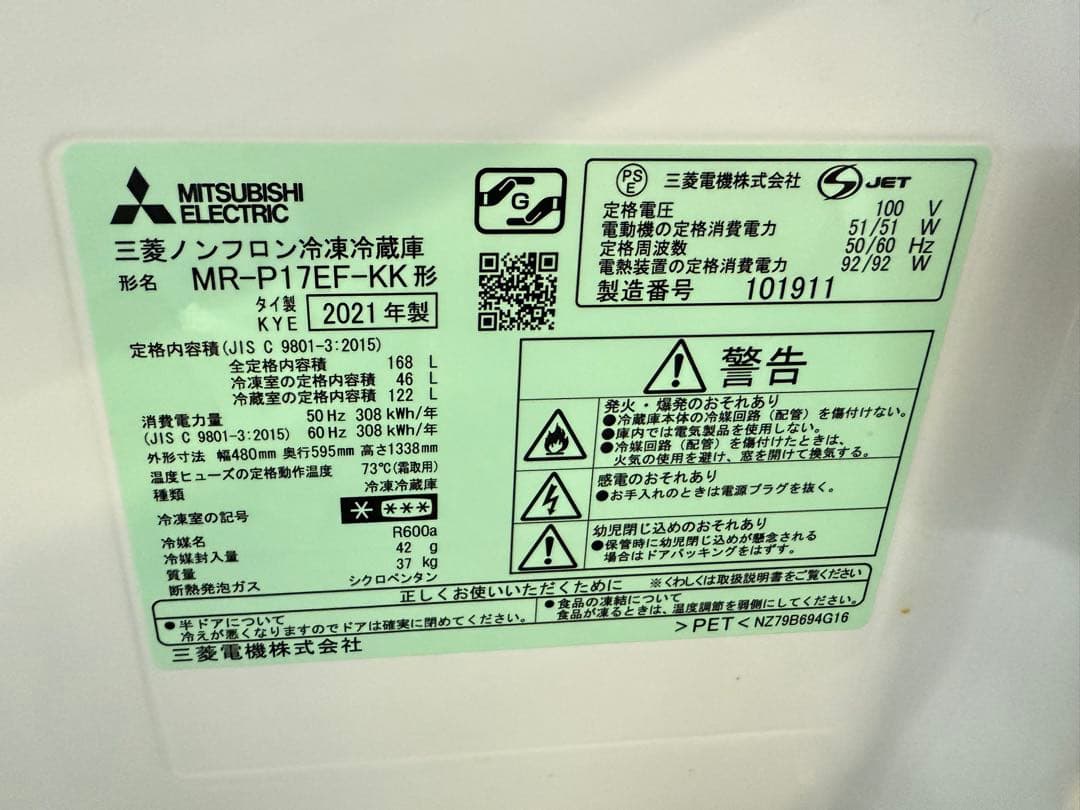 MITSUBISHI
ELECTRIC
三菱ノンフロン冷凍冷蔵庫
形名 MR-P17EF-KK形
タイ製
KYE 2021年製
定格内容積(JIS C 9801-3:2015)
全定格内容積 168 L
冷凍室の定格内容積 46 L
冷蔵室の定格内容積 122 L
消費電力量 50Hz 308kWh/年
(JIS C 9801-3:2015) 60Hz 308kWh/年
外形寸法 幅480mm 奥行595mm 高さ1338mm
温度ヒューズの定格動作温度 73℃(霜取用)
種類 冷凍冷蔵庫
冷凍室の記号 * ***
冷媒名 R600a
冷媒封入量 42 g
質量 37 kg
断熱発泡ガス シクロペンタン
G
PS
E 三菱電機株式会社 S JET
定格電圧 100 V
電動機の定格消費電力 51/51 W
定格周波数 50/60 Hz
電熱装置の定格消費電力 92/92 W
製造番号 101911
警告
発火・爆発のおそれあり
●冷蔵庫本体の冷媒回路(配管)を傷付けない。
●庫内では電気製品を使用しない。
●冷媒回路(配管)を傷付けたときは、
火気の使用を避け、窓を開けて換気する。
感電のおそれあり
●お手入れのときは電源プラグを抜く。
幼児閉じ込めのおそれあり
●保管時に幼児閉じ込めが懸念される
場合はドアパッキングをはずす。
正しくお使いいただくために ※くわしくは取扱説明書をご覧ください
●半ドアについて
冷えが悪くなりますのでドアは確実に閉めてください。
●食品の凍結について
食品が凍るときは、温度調節を弱側にしてください。
三菱電機株式会社
>PET< NZ79B694G16